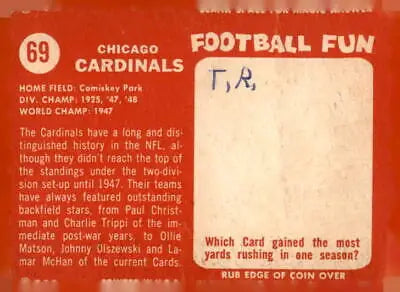 69
CHICAGO
CARDINALS
HOME FIELD: Comiskey Park
DIV. CHAMP: 1925, '47, '48
WORLD CHAMP: 1947
The Cardinals have a long and dis-
tinguished history in the NFL, al-
though they didn't reach the top of
the standings under the two-division
set-up until 1947. Their teams
have always featured outstanding
backfield stars, from Paul Christ-
man and Charlie Trippi of the
immediate post-war years, to Ollie
Matson, Johnny Olszewski and La-
mar McHan of the current Cards.
FOOTBALL FUN
T, R,
Which Card gained the most
yards rushing in one season?
RUB EDGE OF COIN OVER